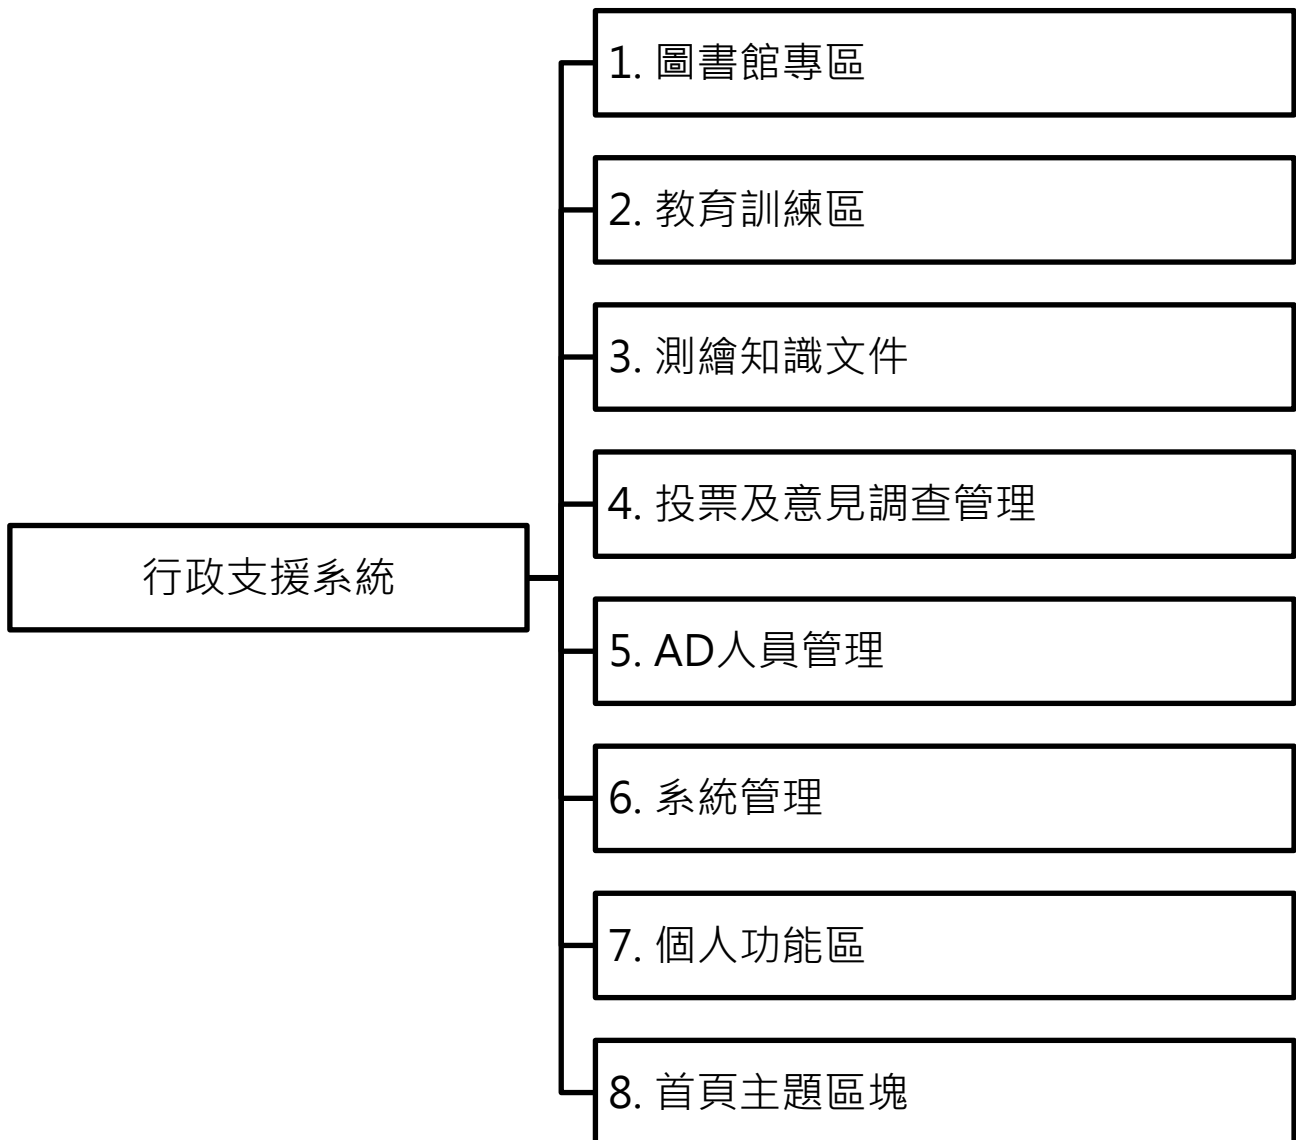 1. 圖書館專區
2. 教育訓練區
3. 測繪知識文件
4. 投票及意見調查管理
行政支援系統
5. AD人員管理
6. 系統管理
7. 個人功能區
8. 首頁主題區塊